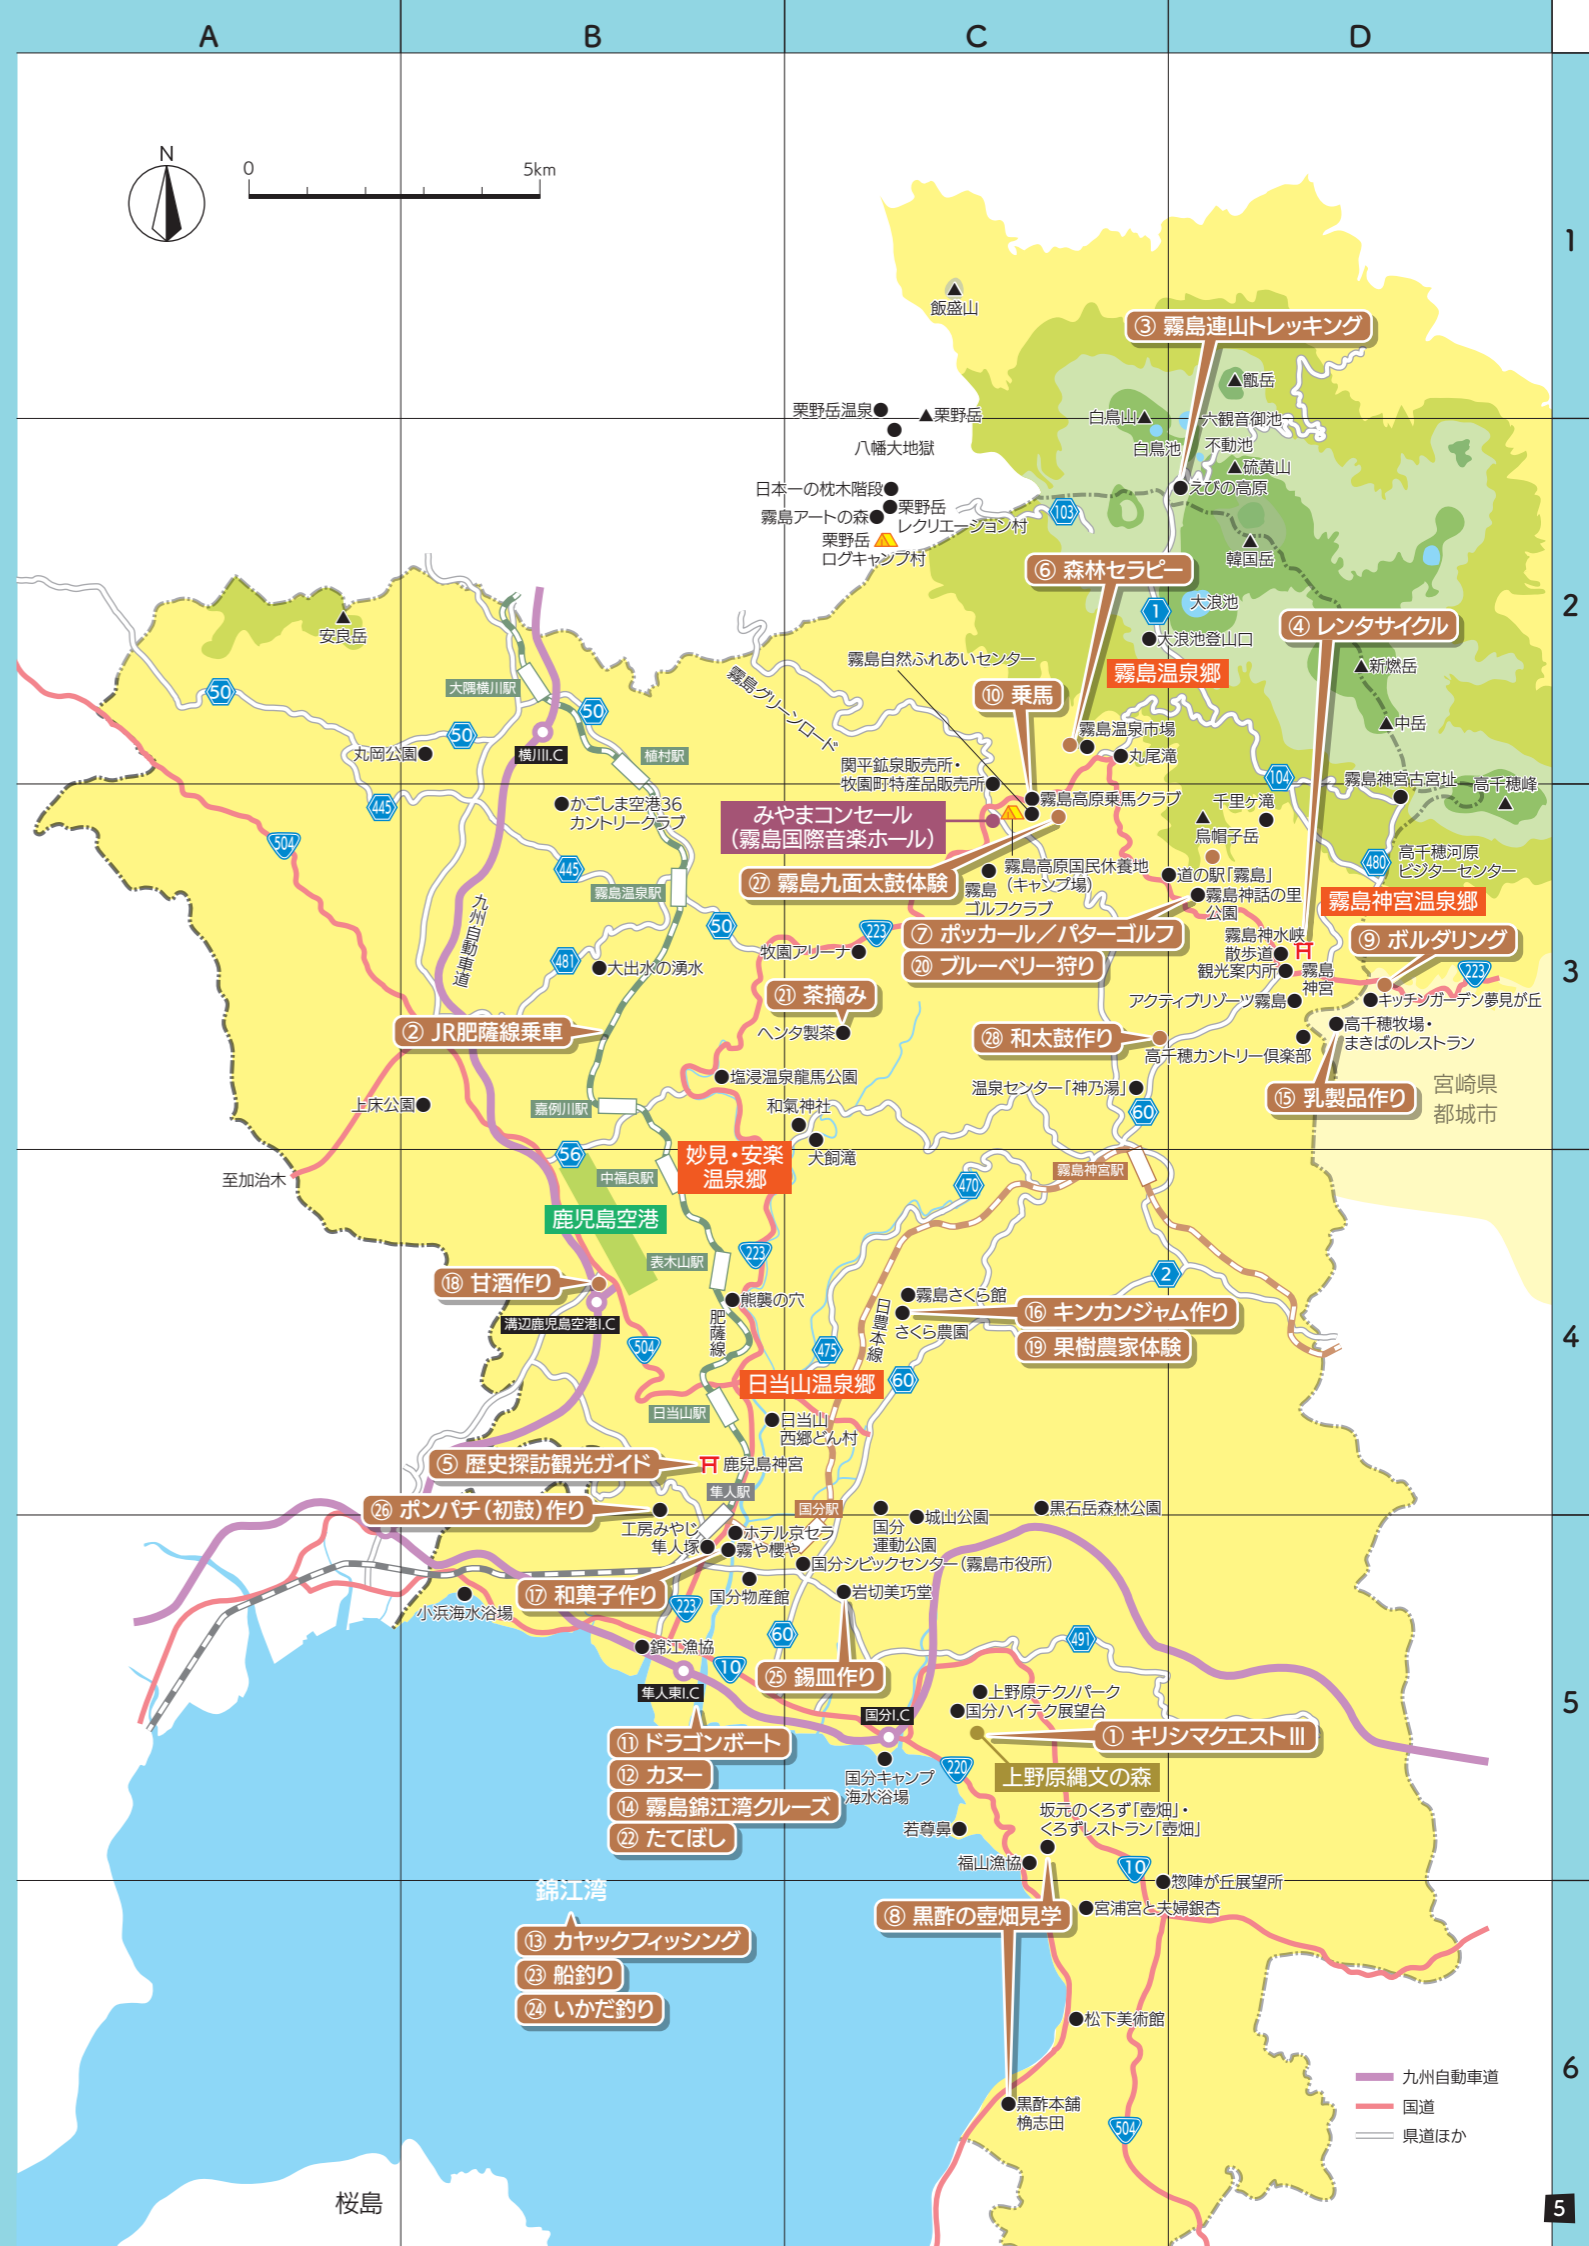 A
B
C
D
N
0
5km
1
飯盛山
③ 霧島連山トレッキング
甑岳
栗野岳温泉
栗野岳
八幡大地獄
白鳥山
六観音御池
白鳥池
不動池
硫黄山
えびの高原
日本一の枕木階段
栗野岳
レクリエーション村
霧島アートの森
栗野岳
ログキャンプ村
103
韓国岳
⑥ 森林セラピー
2
安良岳
大浪池
1
大浪池登山口
④ レンタサイクル
霧島自然ふれあいセンター
霧島温泉郷
新燃岳
50
大隅横川駅
⑩ 乗馬
霧島グリーンロード
50
中岳
50
霧島温泉市場
丸岡公園
横川I.C
植村駅
丸尾滝
関平鉱泉販売所・
牧園町特産品販売所
104
霧島神宮古宮址
高千穂峰
445
かごしま空港36
カントリークラブ
霧島高原乗馬クラブ
千里ヶ滝
みやまコンセール
(霧島国際音楽ホール)
烏帽子岳
504
445
480
高千穂河原
ビジターセンター
霧島高原国民休養地
(キャンプ場)
㉗ 霧島九面太鼓体験
霧島
ゴルフクラブ
道の駅「霧島」
霧島温泉駅
霧島神話の里
公園
霧島神宮温泉郷
九州自動車道
50
223
⑦ ポッカール／パターゴルフ
霧島神水峡
散歩道
⑨ ボルダリング
481
大出水の湧水
牧園アリーナ
⑳ ブルーベリー狩り
観光案内所
霧島
神宮
223
3
㉑ 茶摘み
アクティブリゾーツ霧島
キッチンガーデン夢見が丘
② JR肥薩線乗車
ヘンタ製茶
㉘ 和太鼓作り
高千穂牧場・
まきばのレストラン
高千穂カントリー倶楽部
塩浸温泉龍馬公園
温泉センター「神乃湯」
⑮ 乳製品作り
宮崎県
都城市
上床公園
嘉例川駅
和氣神社
60
犬飼滝
56
妙見・安楽
温泉郷
至加治木
中福良駅
霧島神宮駅
470
鹿児島空港
表木山駅
223
⑱ 甘酒作り
2
熊襲の穴
霧島さくら館
⑯ キンカンジャム作り
溝辺鹿児島空港I.C
肥薩線
日豊本線
さくら農園
504
475
⑲ 果樹農家体験
4
日当山温泉郷
60
日当山駅
日当山
西郷どん村
⑤ 歴史探訪観光ガイド
鹿兒島神宮
隼人駅
㉖ ポンパチ(初鼓)作り
国分駅
黒石岳森林公園
城山公園
工房みやじ
国分
運動公園
ホテル京セラ
隼人塚
霧や櫻や
国分シビックセンター(霧島市役所)
⑰ 和菓子作り
国分物産館
岩切美巧堂
小浜海水浴場
223
60
491
錦江漁協
10
㉕ 錫皿作り
隼人東I.C
上野原テクノパーク
国分ハイテク展望台
国分I.C
5
⑪ ドラゴンボート
① キリシマクエストⅢ
⑫ カヌー
220
国分キャンプ
海水浴場
上野原縄文の森
⑭ 霧島錦江湾クルーズ
坂元のくろず「壺畑」・
くろずレストラン「壺畑」
㉒ たてぼし
若尊鼻
福山漁協
10
惣陣が丘展望所
錦江湾
⑧ 黒酢の壺畑見学
宮浦宮と夫婦銀杏
⑬ カヤックフィッシング
㉓ 船釣り
㉔ いかだ釣り
松下美術館
6
九州自動車道
国道
県道ほか
黒酢本舗
桷志田
504
桜島
5